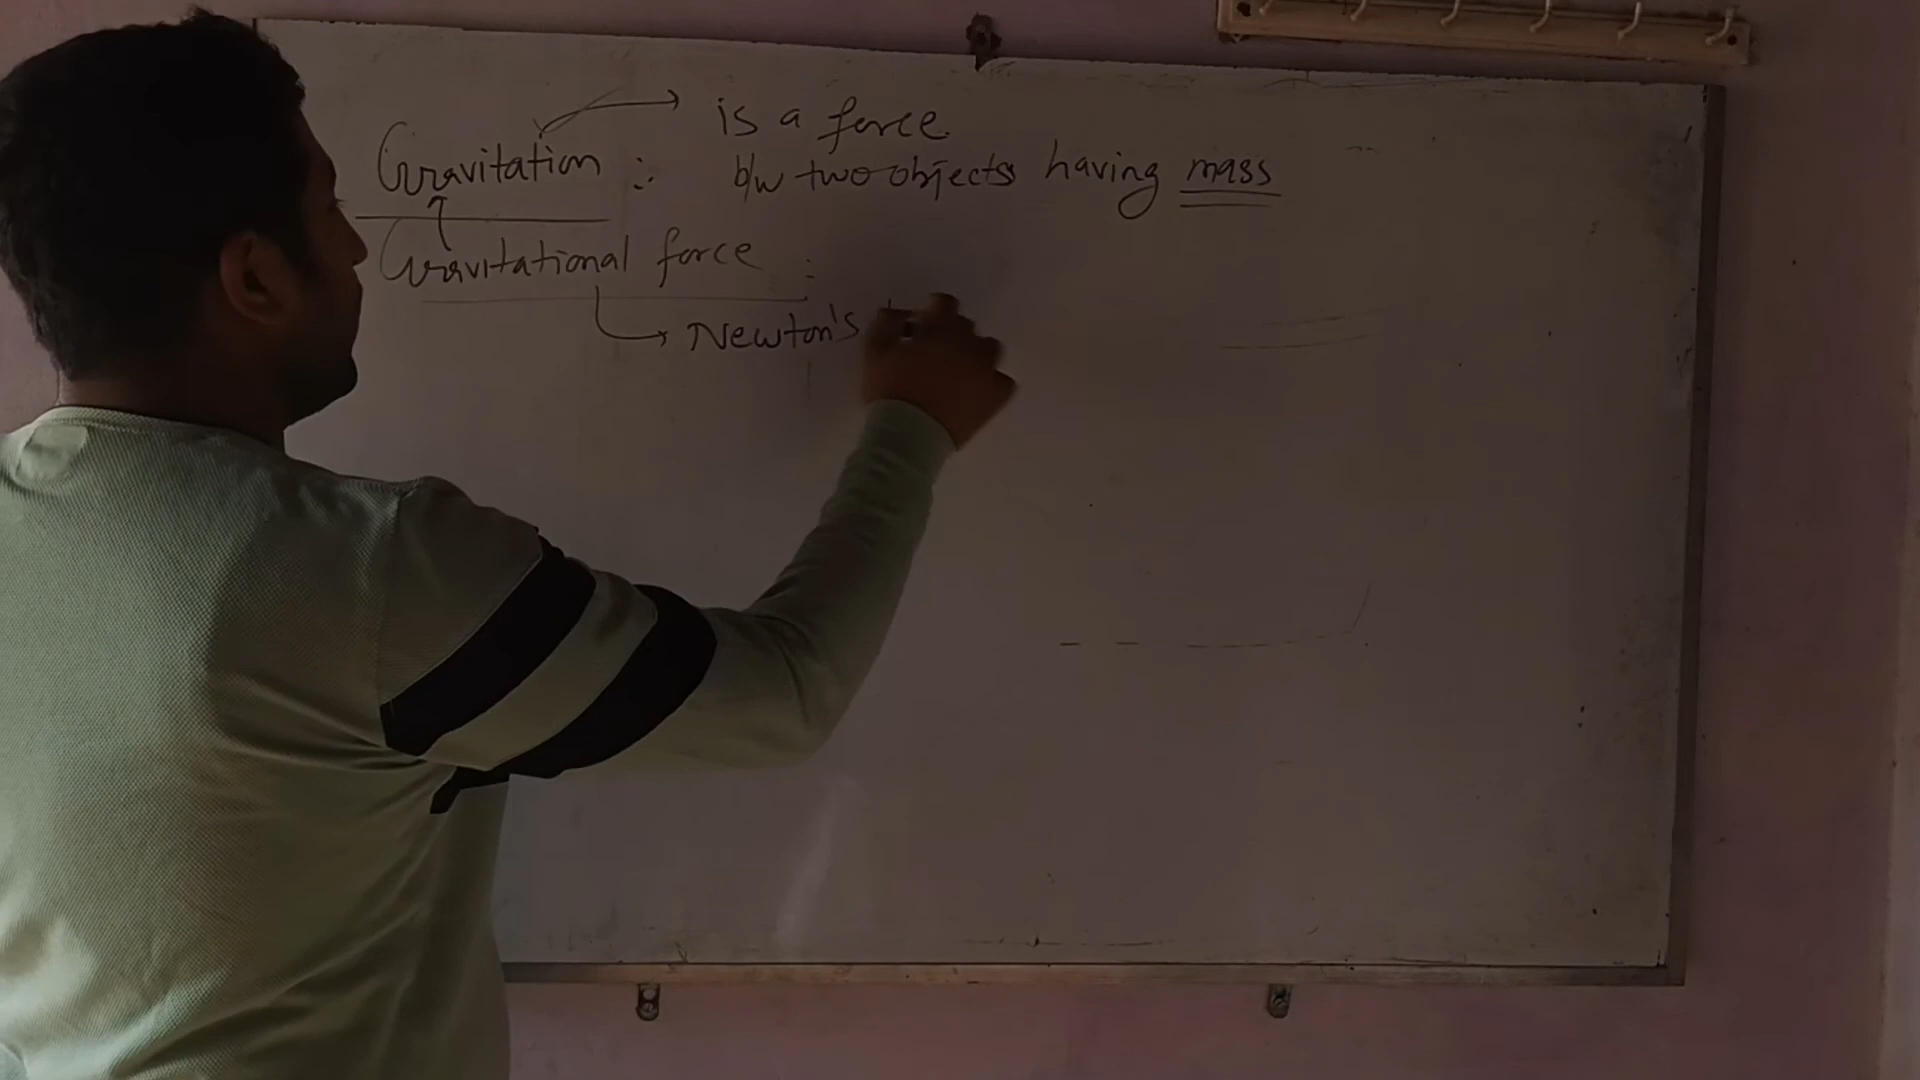 Gravitation : is a force.
b/w two objects having mass
Gravitational force :
Newton's